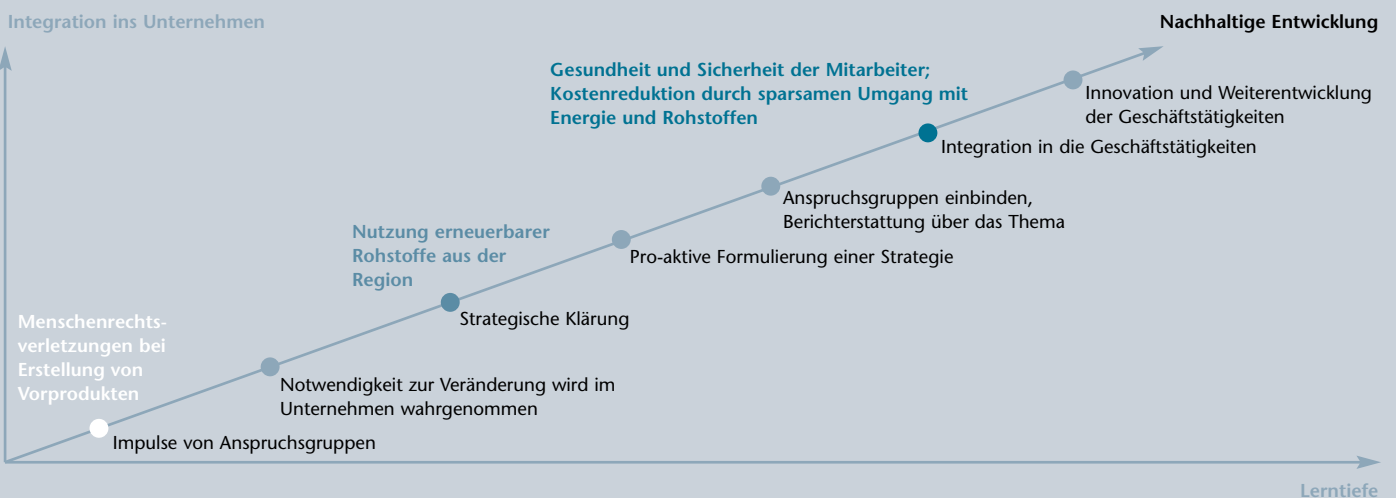 Integration ins Unternehmen
Nachhaltige Entwicklung
Gesundheit und Sicherheit der Mitarbeiter;
Kostenreduktion durch sparsamen Umgang mit
Energie und Rohstoffen
Innovation und Weiterentwicklung
der Geschäftstätigkeiten
Integration in die Geschäftstätigkeiten
Anspruchsgruppen einbinden,
Berichterstattung über das Thema
Nutzung erneuerbarer
Rohstoffe aus der
Region
Pro-aktive Formulierung einer Strategie
Strategische Klärung
Menschenrechts-
verletzungen bei
Erstellung von
Vorprodukten
Notwendigkeit zur Veränderung wird im
Unternehmen wahrgenommen
Impulse von Anspruchsgruppen
Lerntiefe